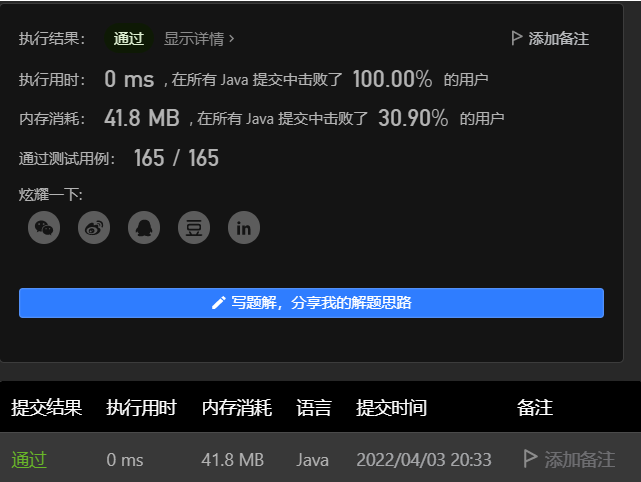 执行结果： 通过 显示详情 › 添加备注
执行用时： 0 ms , 在所有 Java 提交中击败了 100.00% 的用户
内存消耗： 41.8 MB , 在所有 Java 提交中击败了 30.90% 的用户
通过测试用例： 165 / 165
炫耀一下:
豆 in
写题解，分享我的解题思路
提交结果 执行用时 内存消耗 语言 提交时间 备注
通过 0 ms 41.8 MB Java 2022/04/03 20:33 添加备注